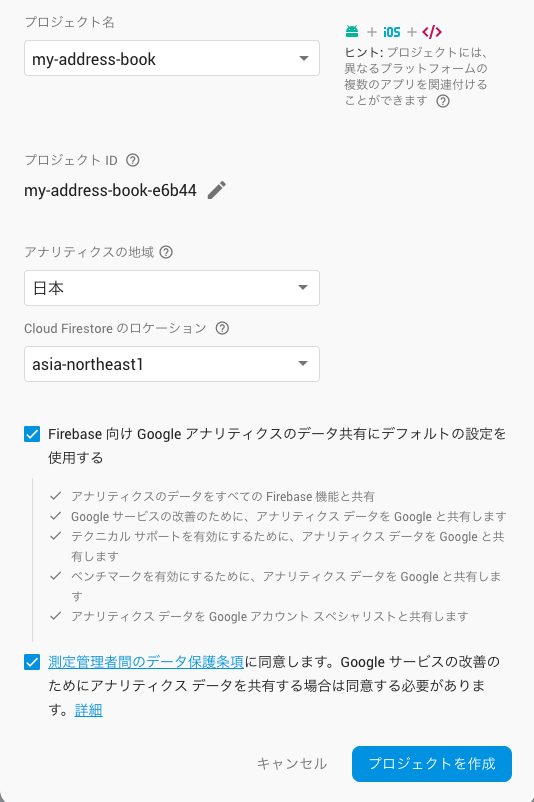 プロジェクト名
my-address-book
+ iOS + </>
ヒント: プロジェクトには、
異なるプラットフォームの
複数のアプリを関連付ける
ことができます ?
プロジェクト ID ?
my-address-book-e6b44
アナリティクスの地域 ?
日本
Cloud Firestore のロケーション ?
asia-northeast1
Firebase 向け Google アナリティクスのデータ共有にデフォルトの設定を
使用する
アナリティクスのデータをすべての Firebase 機能と共有
Google サービスの改善のために、アナリティクス データを Google と共有します
テクニカル サポートを有効にするために、アナリティクス データを Google と共
有します
ベンチマークを有効にするために、アナリティクス データを Google と共有しま
す
アナリティクス データを Google アカウント スペシャリストと共有します
測定管理者間のデータ保護条項に同意します。Google サービスの改善の
ためにアナリティクス データを共有する場合は同意する必要がありま
す。詳細
キャンセル
プロジェクトを作成